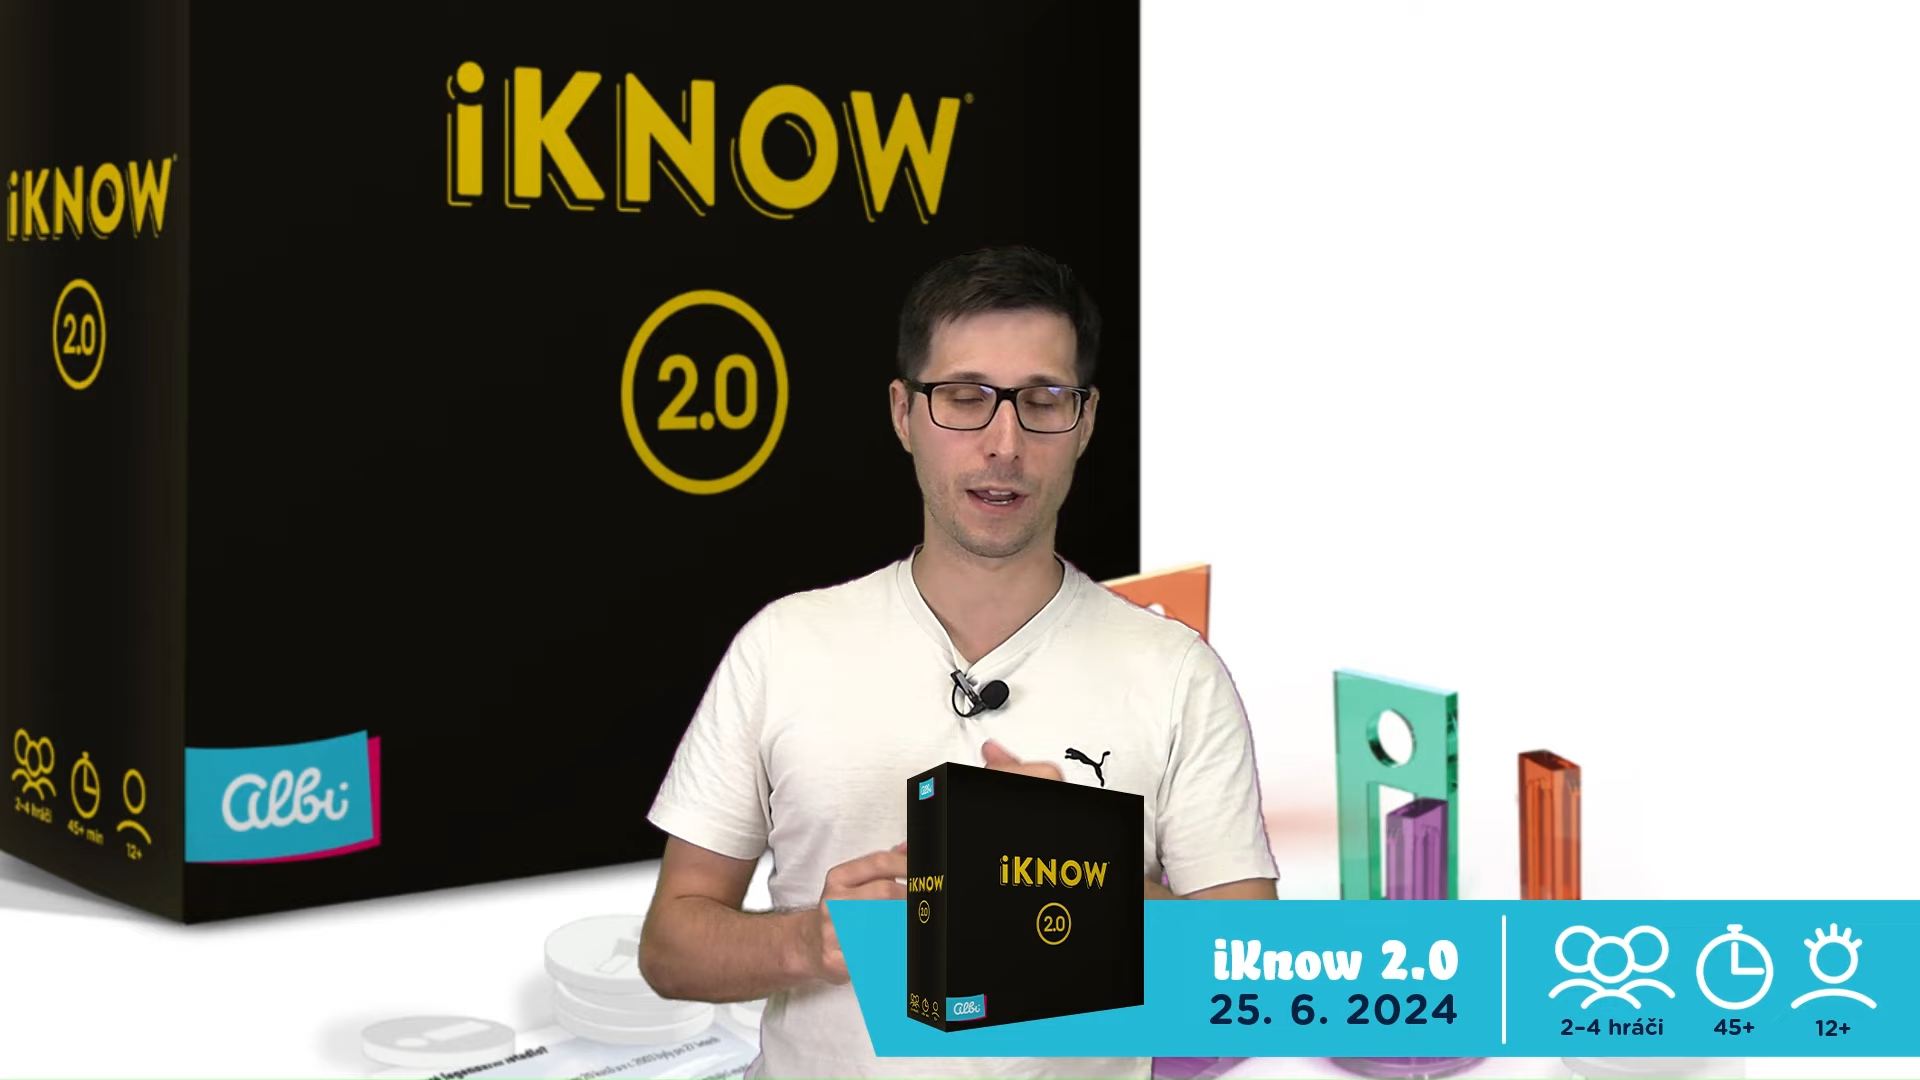 iKNOW
2.0
2-4 hráči
45+ min
12+
iKNOW
2.0
albi
albi
iKNOW
2.0
iKNOW
2.0
albi
iKnow 2.0
25. 6. 2024
2-4 hráči
45+
12+